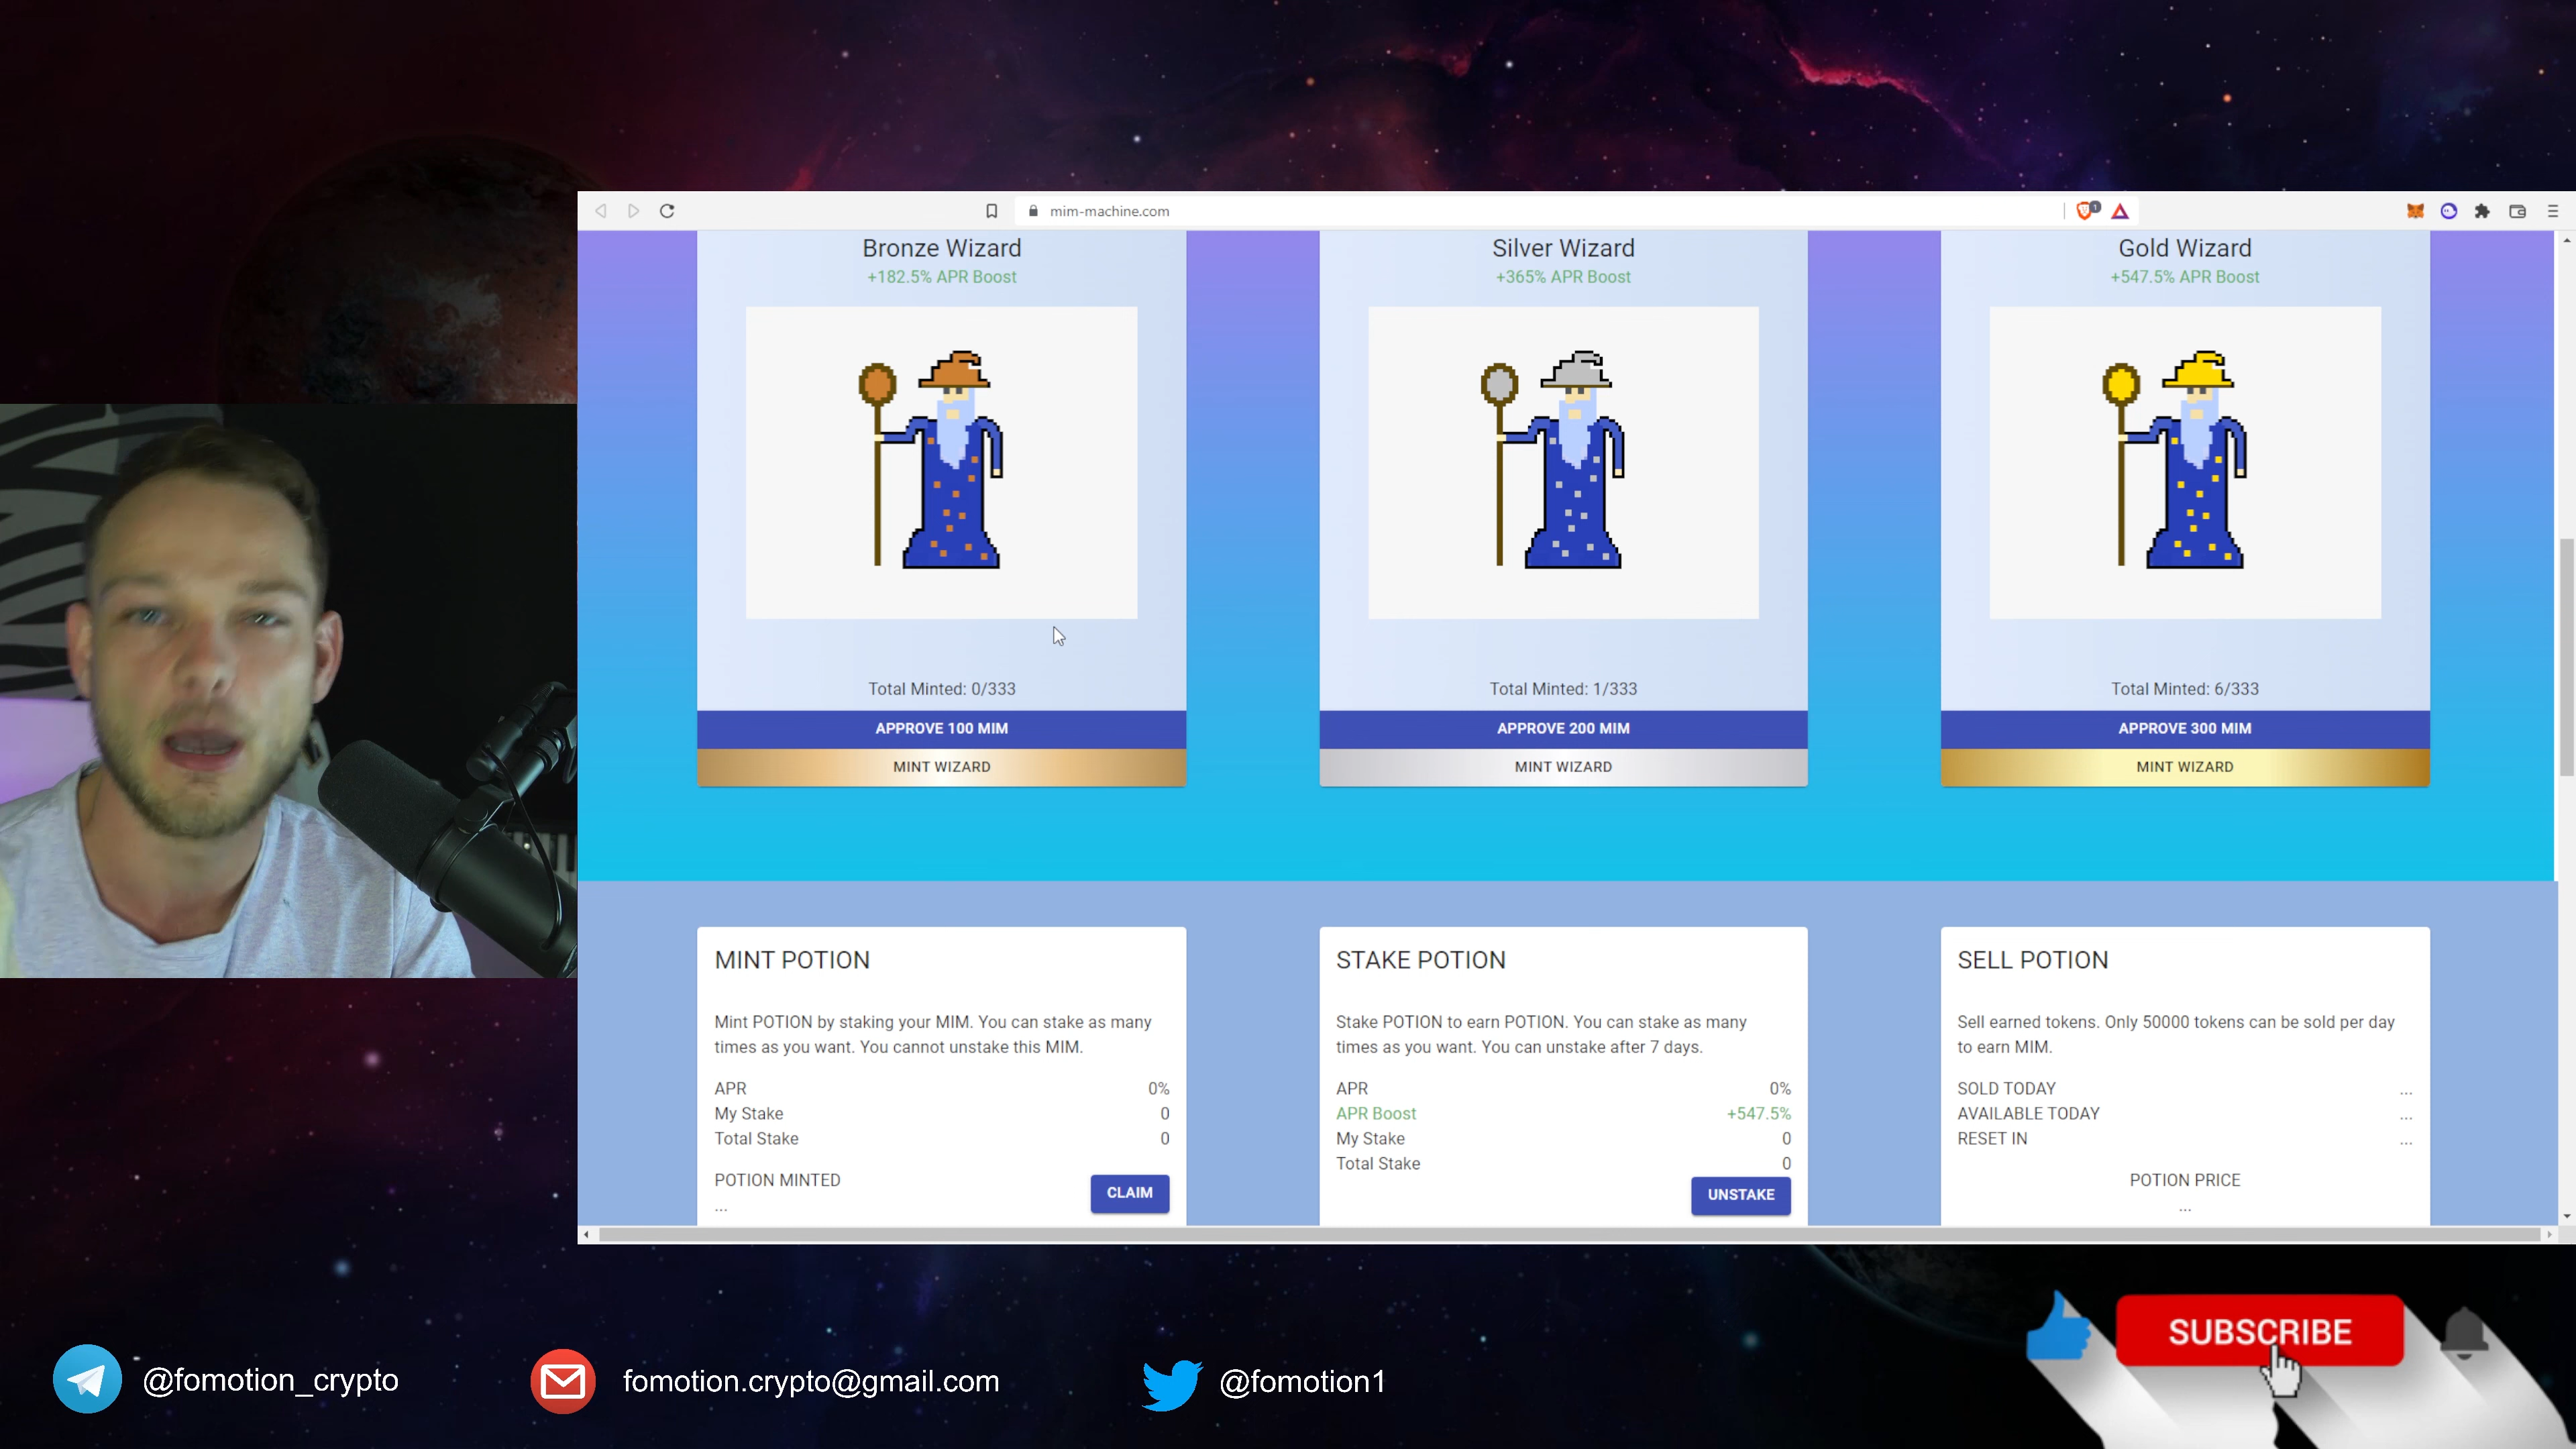 mim-machine.com
1
Bronze Wizard
+182.5% APR Boost
Total Minted: 0/333
APPROVE 100 MIM
MINT WIZARD
Silver Wizard
+365% APR Boost
Total Minted: 1/333
APPROVE 200 MIM
MINT WIZARD
Gold Wizard
+547.5% APR Boost
Total Minted: 6/333
APPROVE 300 MIM
MINT WIZARD
MINT POTION
Mint POTION by staking your MIM. You can stake as many
times as you want. You cannot unstake this MIM.
APR 0%
My Stake 0
Total Stake 0
POTION MINTED
...
CLAIM
STAKE POTION
Stake POTION to earn POTION. You can stake as many
times as you want. You can unstake after 7 days.
APR 0%
APR Boost +547.5%
My Stake 0
Total Stake 0
UNSTAKE
SELL POTION
Sell earned tokens. Only 50000 tokens can be sold per day
to earn MIM.
SOLD TODAY ...
AVAILABLE TODAY ...
RESET IN ...
POTION PRICE
...
@fomotion_crypto
fomotion.crypto@gmail.com
@fomotion1
SUBSCRIBE